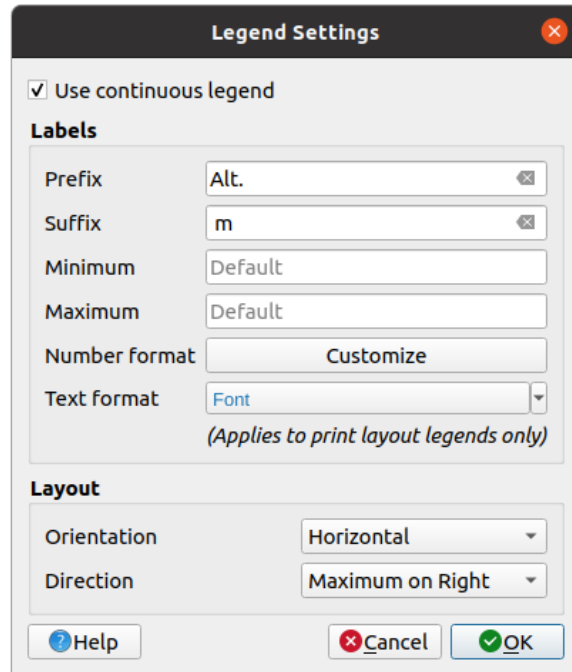 Legend Settings
Use continuous legend
Labels
Prefix Alt.
Suffix m
Minimum Default
Maximum Default
Number format Customize
Text format Font
(Applies to print layout legends only)
Layout
Orientation Horizontal
Direction Maximum on Right
Help Cancel OK